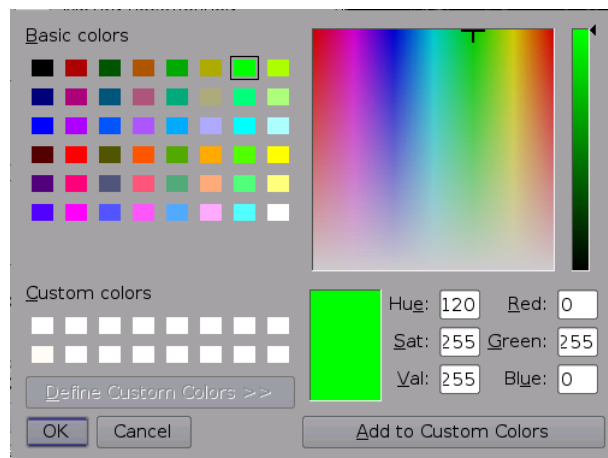 Basic colors
Custom colors
Hue: 120 Red: 0
Sat: 255 Green: 255
Val: 255 Blue: 0
Define Custom Colors >>
OK Cancel Add to Custom Colors